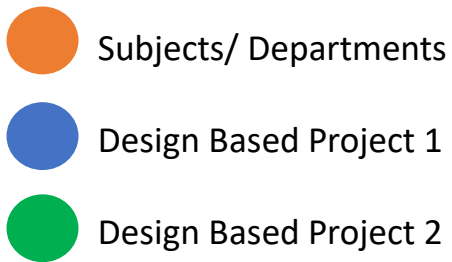 Subjects/ Departments
Design Based Project 1
Design Based Project 2